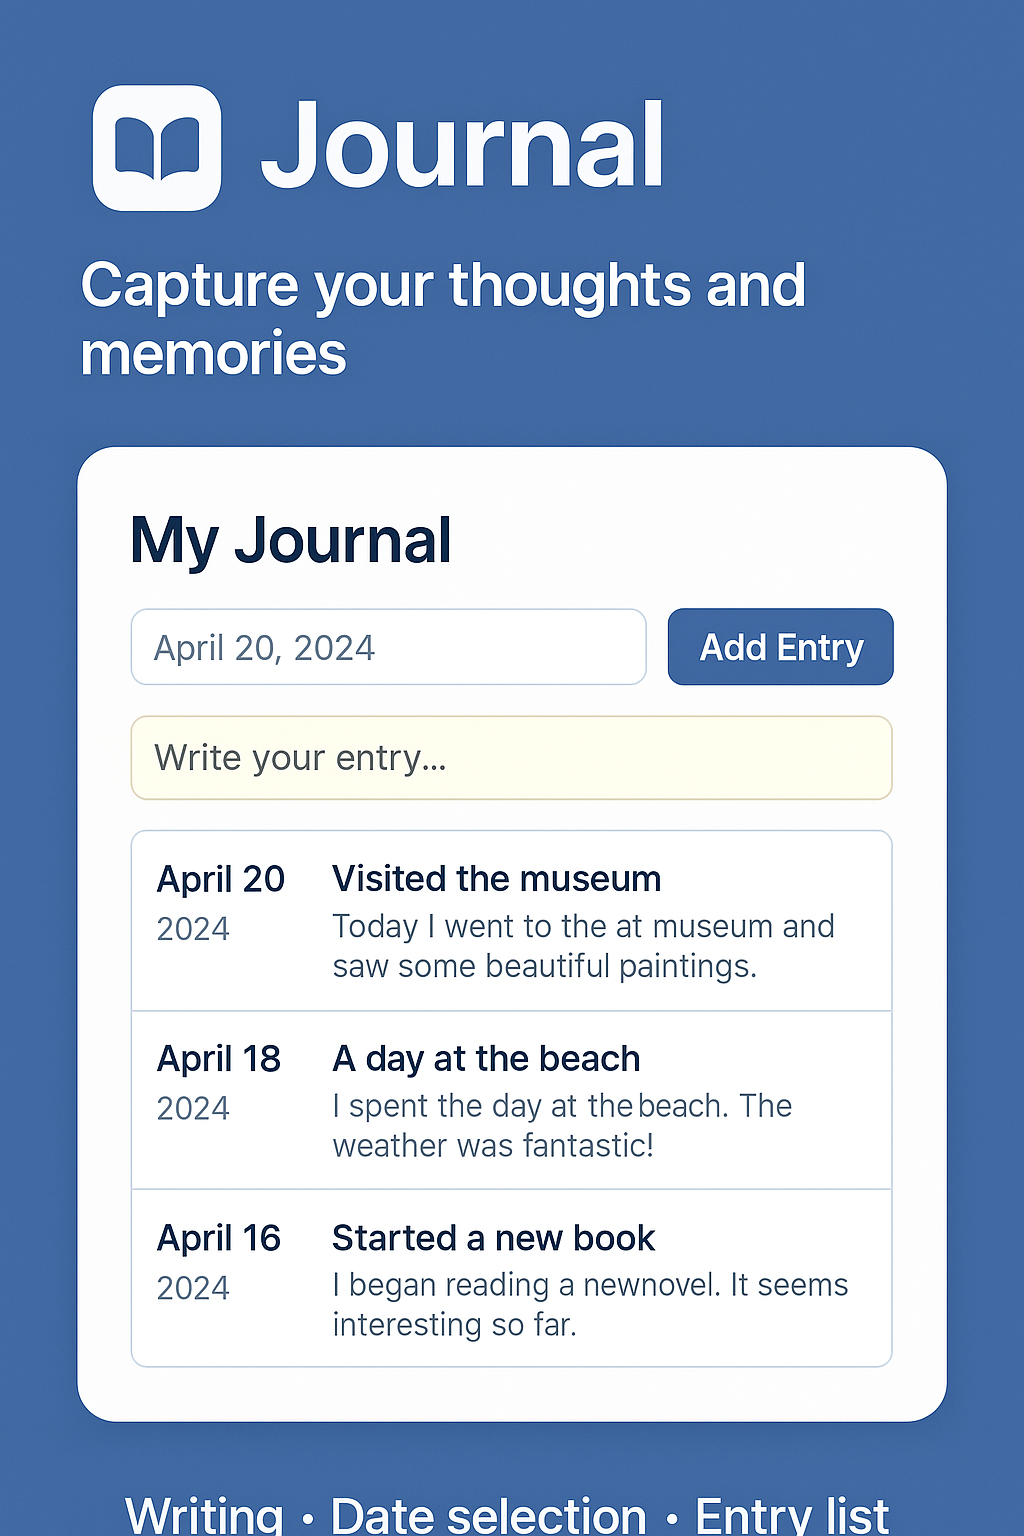 Journal
Capture your thoughts and
memories
My Journal
April 20, 2024
Add Entry
Write your entry...
April 20
2024
Visited the museum
Today I went to the at museum and
saw some beautiful paintings.
April 18
2024
A day at the beach
I spent the day at the beach. The
weather was fantastic!
April 16
2024
Started a new book
I began reading a newnovel. It seems
interesting so far.
Writing • Date selection • Entry list